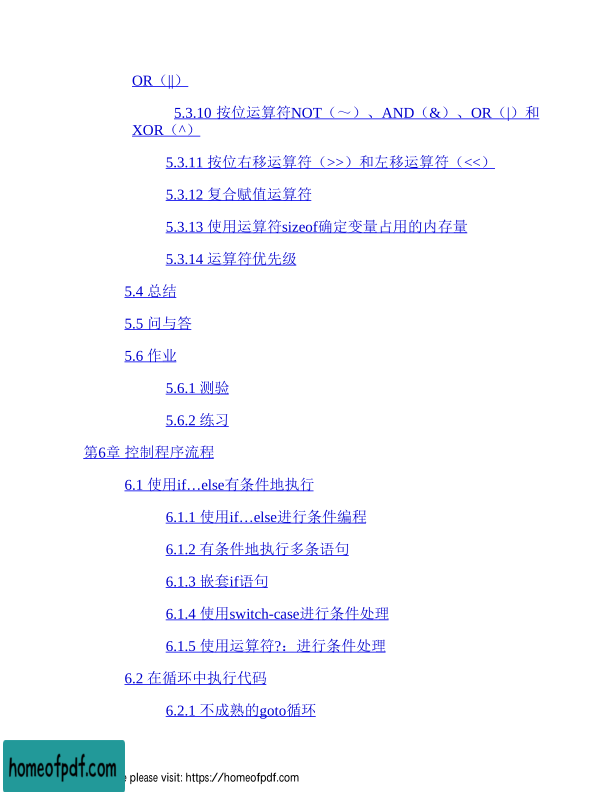 OR（||）
5.3.10 按位运算符NOT（～）、AND（&）、OR（|）和
XOR（^）
5.3.11 按位右移运算符（>>）和左移运算符（<<）
5.3.12 复合赋值运算符
5.3.13 使用运算符sizeof确定变量占用的内存量
5.3.14 运算符优先级
5.4 总结
5.5 问与答
5.6 作业
5.6.1 测验
5.6.2 练习
第6章 控制程序流程
6.1 使用if…else有条件地执行
6.1.1 使用if…else进行条件编程
6.1.2 有条件地执行多条语句
6.1.3 嵌套if语句
6.1.4 使用switch-case进行条件处理
6.1.5 使用运算符?：进行条件处理
6.2 在循环中执行代码
6.2.1 不成熟的goto循环
homeofpdf.com
please visit: https://homeofpdf.com